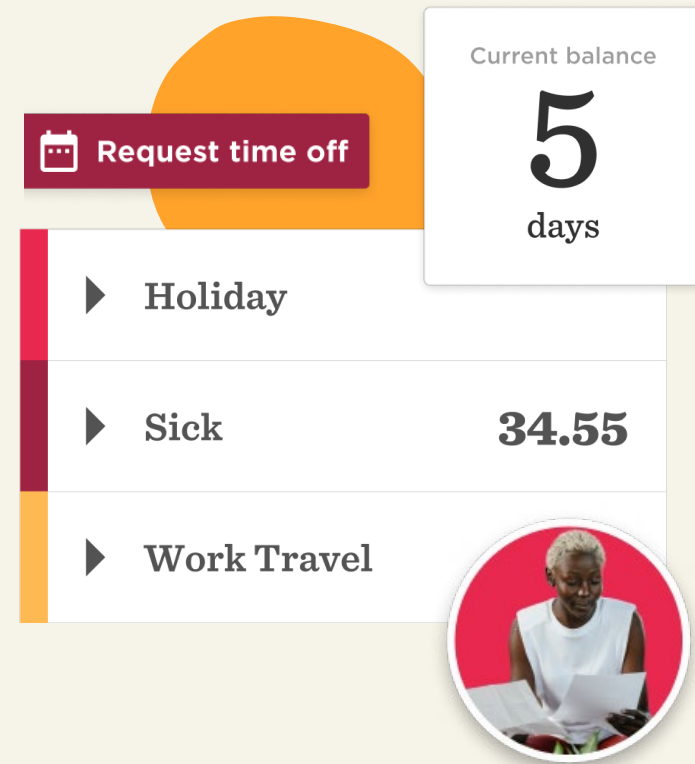 Current balance
5
days
Request time off
Holiday
Sick 34.55
Work Travel